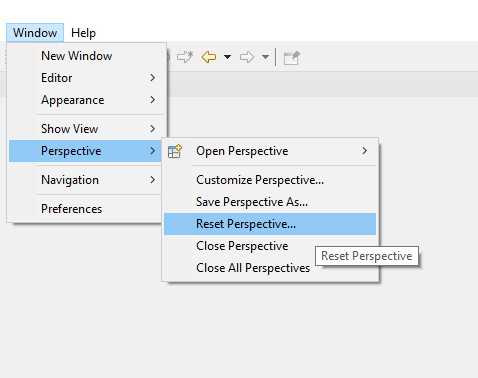 Window Help
New Window
Editor
Appearance
Show View
Perspective
Navigation
Preferences
Open Perspective
Customize Perspective...
Save Perspective As...
Reset Perspective...
Close Perspective
Close All Perspectives
Reset Perspective